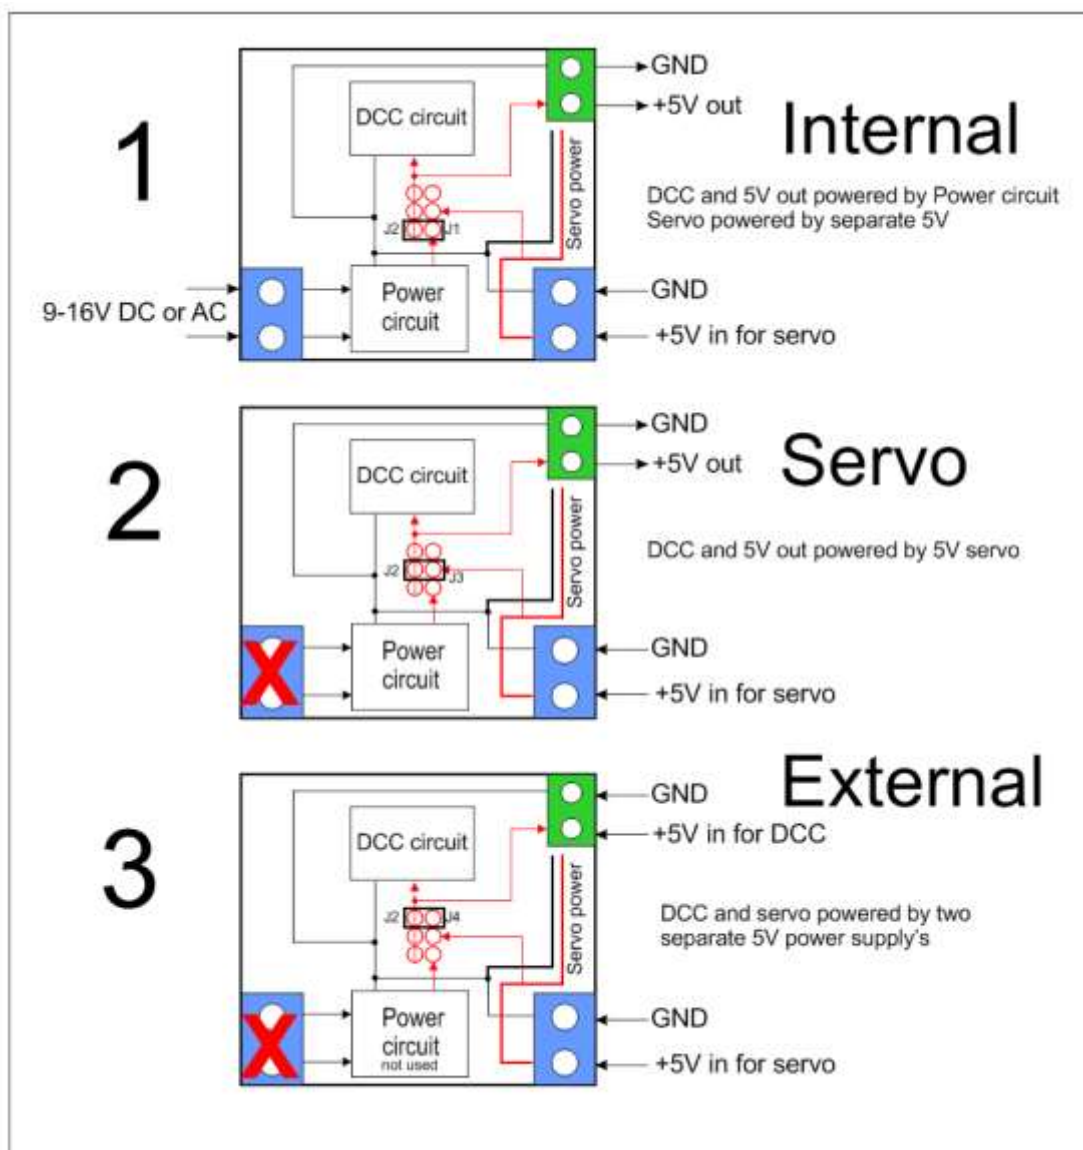 1
Internal
DCC and 5V out powered by Power circuit
Servo powered by separate 5V
GND
+5V out
DCC circuit
J2
J1
Servo power
Power
circuit
9-16V DC or AC
GND
+5V in for servo
2
Servo
DCC and 5V out powered by 5V servo
GND
+5V out
DCC circuit
J2
J3
Servo power
X
Power
circuit
GND
+5V in for servo
3
External
DCC and servo powered by two
separate 5V power supply's
GND
+5V in for DCC
DCC circuit
J2
J4
Servo power
X
Power
circuit
not used
GND
+5V in for servo